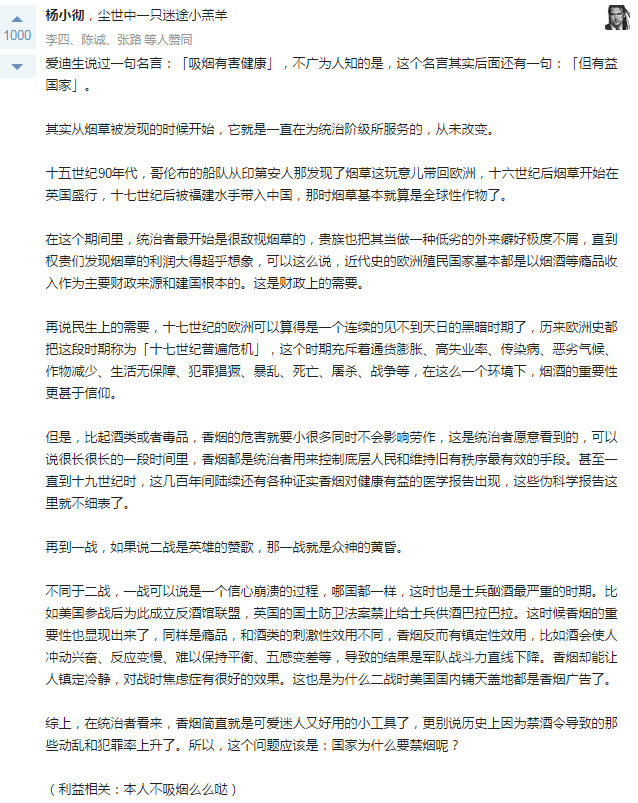 杨小彻，尘世中一只迷途小羔羊
1000
李四、陈诚、张路 等人赞同
爱迪生说过一句名言：「吸烟有害健康」，不广为人知的是，这个名言其实后面还有一句：「但有益
国家」。
其实从烟草被发现的时候开始，它就是一直在为统治阶级所服务的，从未改变。
十五世纪90年代，哥伦布的船队从印第安人那发现了烟草这玩意儿带回欧洲，十六世纪后烟草开始在
英国盛行，十七世纪后被福建水手带入中国，那时烟草基本就算是全球性作物了。
在这个期间里，统治者最开始是很敌视烟草的，贵族也把其当做一种低劣的外来癖好极度不屑，直到
权贵们发现烟草的利润大得超乎想象，可以这么说，近代史的欧洲殖民国家基本都是以烟酒等瘾品收
入作为主要财政来源和建国根本的。这是财政上的需要。
再说民生上的需要，十七世纪的欧洲可以算得是一个连续的见不到天日的黑暗时期了，历来欧洲史都
把这段时期称为「十七世纪普遍危机」，这个时期充斥着通货膨胀、高失业率、传染病、恶劣气候、
作物减少、生活无保障、犯罪猖獗、暴乱、死亡、屠杀、战争等，在这么一个环境下，烟酒的重要性
更甚于信仰。
但是，比起酒类或者毒品，香烟的危害就要小很多同时不会影响劳作，这是统治者愿意看到的，可以
说很长很长的一段时间里，香烟都是统治者用来控制底层人民和维持旧有秩序最有效的手段。甚至一
直到十九世纪时，这几百年间陆续还有各种证实香烟对健康有益的医学报告出现，这些伪科学报告这
里就不细表了。
再到一战，如果说二战是英雄的赞歌，那一战就是众神的黄昏。
不同于二战，一战可以说是一个信心崩溃的过程，哪国都一样，这时也是士兵酗酒最严重的时期。比
如美国参战后为此成立反酒馆联盟，英国的国土防卫法案禁止给士兵供酒巴拉巴拉。这时候香烟的重
要性也显现出来了，同样是瘾品，和酒类的刺激性效用不同，香烟反而有镇定性效用，比如酒会使人
冲动兴奋、反应变慢、难以保持平衡、五感变差等，导致的结果是军队战斗力直线下降。香烟却能让
人镇定冷静，对战时焦虑症有很好的效果。这也是为什么二战时美国国内铺天盖地都是香烟广告了。
综上，在统治者看来，香烟简直就是可爱迷人又好用的小工具了，更别说历史上因为禁酒令导致的那
些动乱和犯罪率上升了。所以，这个问题应该是：国家为什么要禁烟呢？
（利益相关：本人不吸烟么么哒）